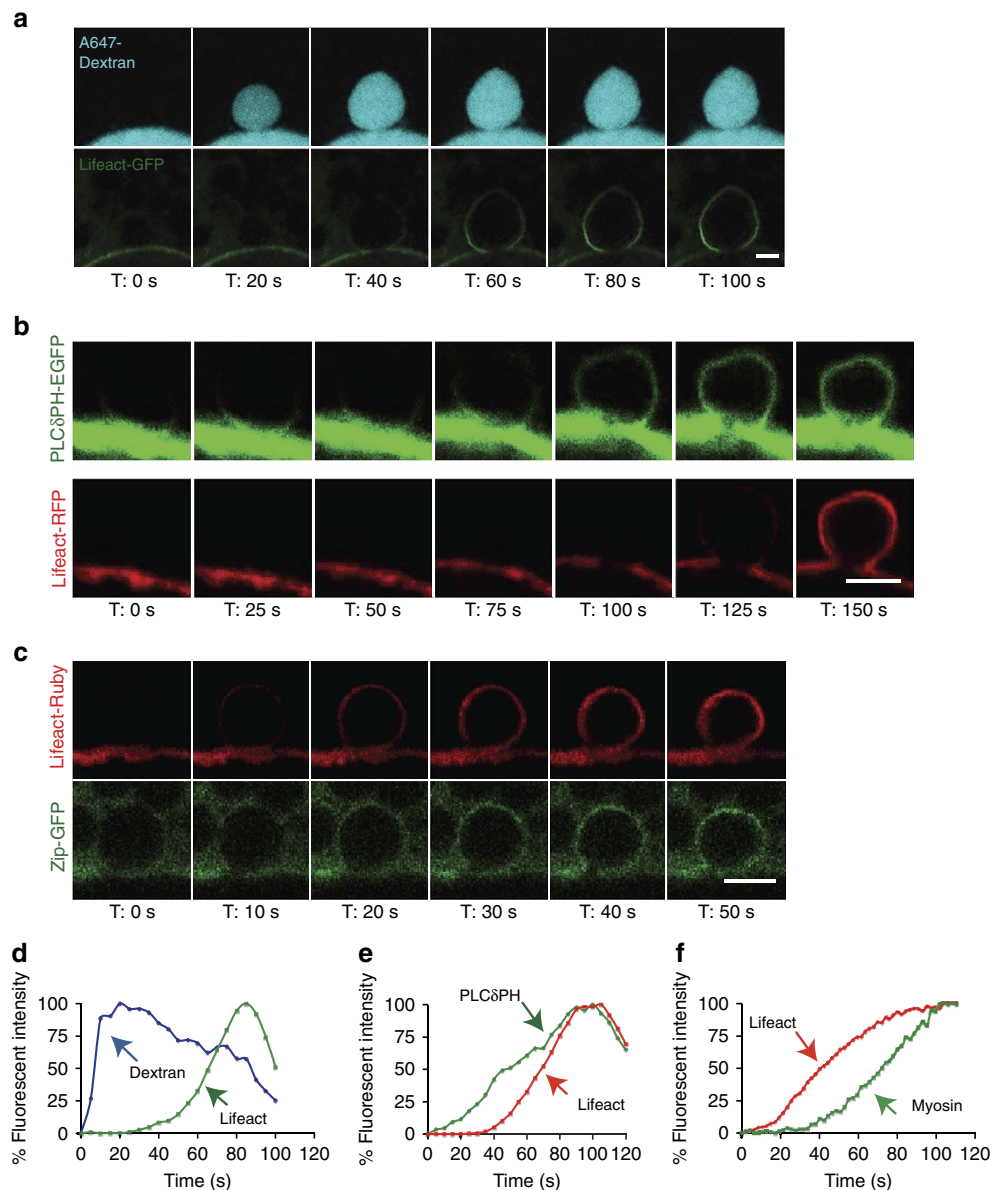 a
A647-
Dextran
Lifeact-GFP
T: 0 s T: 20 s T: 40 s T: 60 s T: 80 s T: 100 s
b
PLCδPH-EGFP
Lifeact-RFP
T: 0 s T: 25 s T: 50 s T: 75 s T: 100 s T: 125 s T: 150 s
c
Lifeact-Ruby
Zip-GFP
T: 0 s T: 10 s T: 20 s T: 30 s T: 40 s T: 50 s
d
% Fluorescent intensity
100
75
50
25
0
Dextran
Lifeact
0 20 40 60 80 100 120
Time (s)
e
% Fluorescent intensity
100
75
50
25
0
PLCδPH
Lifeact
0 20 40 60 80 100 120
Time (s)
f
% Fluorescent intensity
100
75
50
25
0
Lifeact
Myosin
0 20 40 60 80 100 120
Time (s)